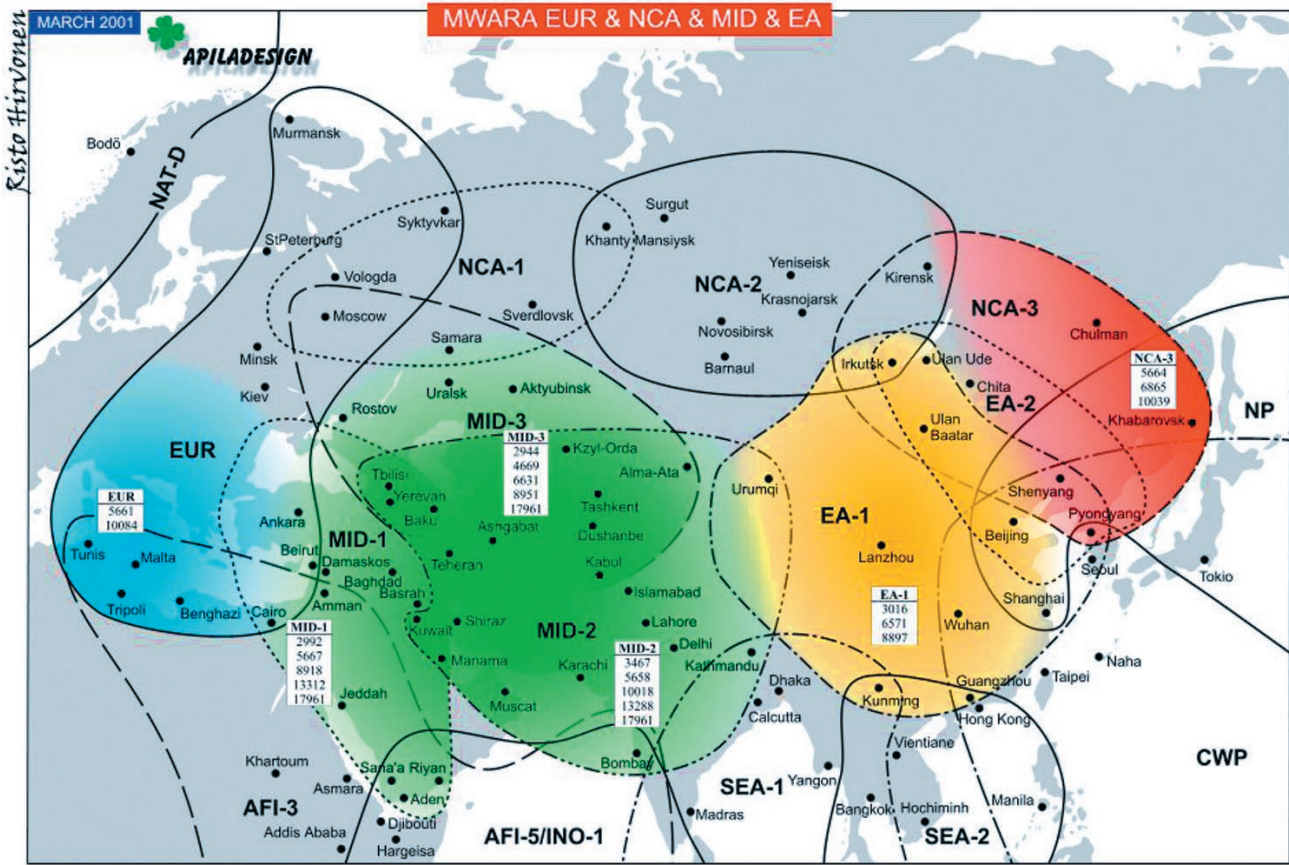 MARCH 2001
MWARA EUR & NCA & MID & EA
APILADESIGN
Risto Hirvonen
Bodö
NAT-D
Murmansk
StPeterburg
Syktyvkar
Vologda
Moscow
NCA-1
Sverdlovsk
Khanty Mansiysk
Surgut
NCA-2
Yeniseisk
Krasnojarsk
Novosibirsk
Barnaul
Kirensk
NCA-3
Chulman
NCA-3
5664
6865
10039
Khabarovsk
NP
Minsk
Kiev
Samara
Uralsk
Aktyubinsk
Rostov
Irkutsk
Ulan Ude
Chita
EA-2
Ulan
Baatar
EUR
EUR
5661
10084
MID-3
MID-3
2944
4669
6631
8951
17961
Kzyl-Orda
Alma-Ata
Tbilisi
Yerevan
Baku
Ashgabat
Tashkent
Dushanbe
Urumqi
EA-1
Shenyang
Pyongyang
Beijing
Ankara
Tunis
Malta
Tripoli
Benghazi
Cairo
Beirut
MID-1
Damaskos
Baghdad
Amman
Basrah
Teheran
Kabul
Islamabad
Lanzhou
Seoul
Tokio
Kuwait
Shiraz
MID-2
Lahore
Delhi
Kathmandu
EA-1
3016
6571
8897
Wuhan
Shanghai
MID-1
2992
5667
8918
13312
17961
Manama
Karachi
Muscat
MID-2
3467
5658
10018
13288
17961
Jeddah
Dhaka
Calcutta
Kunming
Guangzhou
Hong Kong
Taipei
Naha
Khartoum
Asmara
Sana'a
Riyan
Aden
Bombay
AFI-3
Addis Ababa
Djibouti
Hargeisa
AFI-5/INO-1
Madras
SEA-1
Yangon
Vientiane
Bangkok
Hochiminh
SEA-2
Manila
CWP